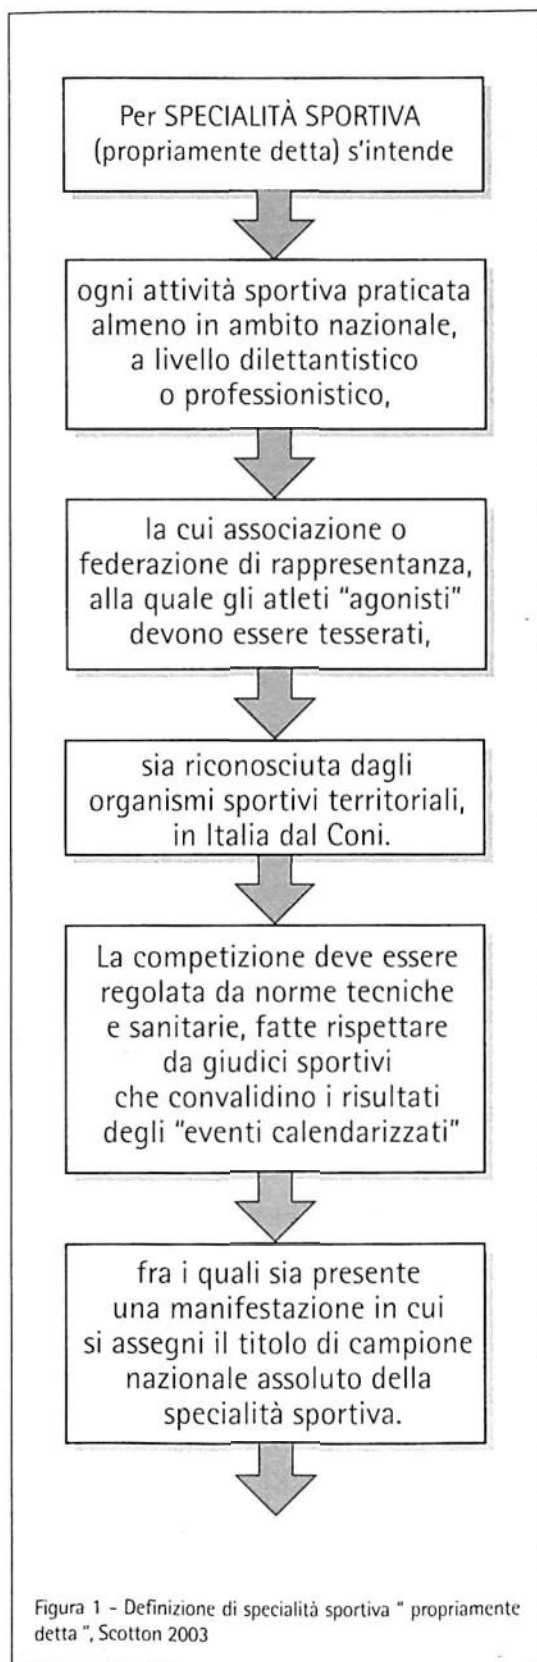 Per SPECIALITÀ SPORTIVA
(propriamente detta) s'intende
ogni attività sportiva praticata
almeno in ambito nazionale,
a livello dilettantistico
o professionistico,
la cui associazione o
federazione di rappresentanza,
alla quale gli atleti "agonisti"
devono essere tesserati,
sia riconosciuta dagli
organismi sportivi territoriali,
in Italia dal Coni.
La competizione deve essere
regolata da norme tecniche
e sanitarie, fatte rispettare
da giudici sportivi
che convalidino i risultati
degli "eventi calendarizzati"
fra i quali sia presente
una manifestazione in cui
si assegni il titolo di campione
nazionale assoluto della
specialità sportiva.
Figura 1 - Definizione di specialità sportiva " propriamente
detta ", Scotton 2003